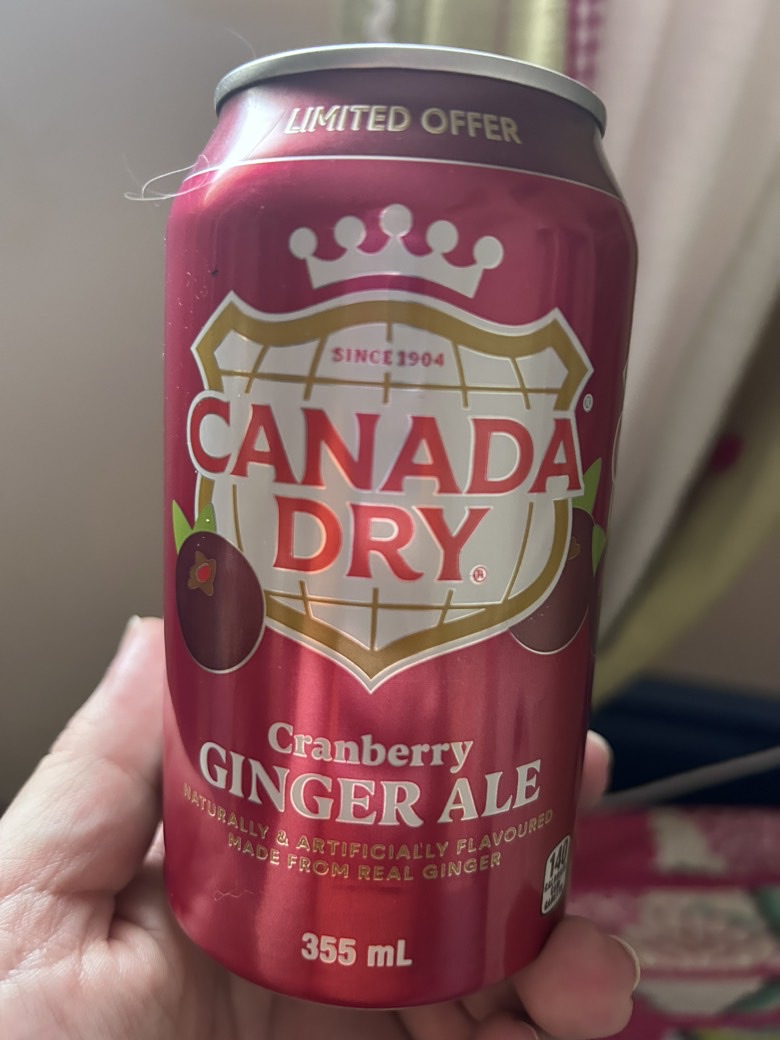 LIMITED OFFER
SINCE 1904
CANADA
DRY
®
®
Cranberry
GINGER ALE
NATURALLY & ARTIFICIALLY FLAVOURED
MADE FROM REAL GINGER
140
355 mL